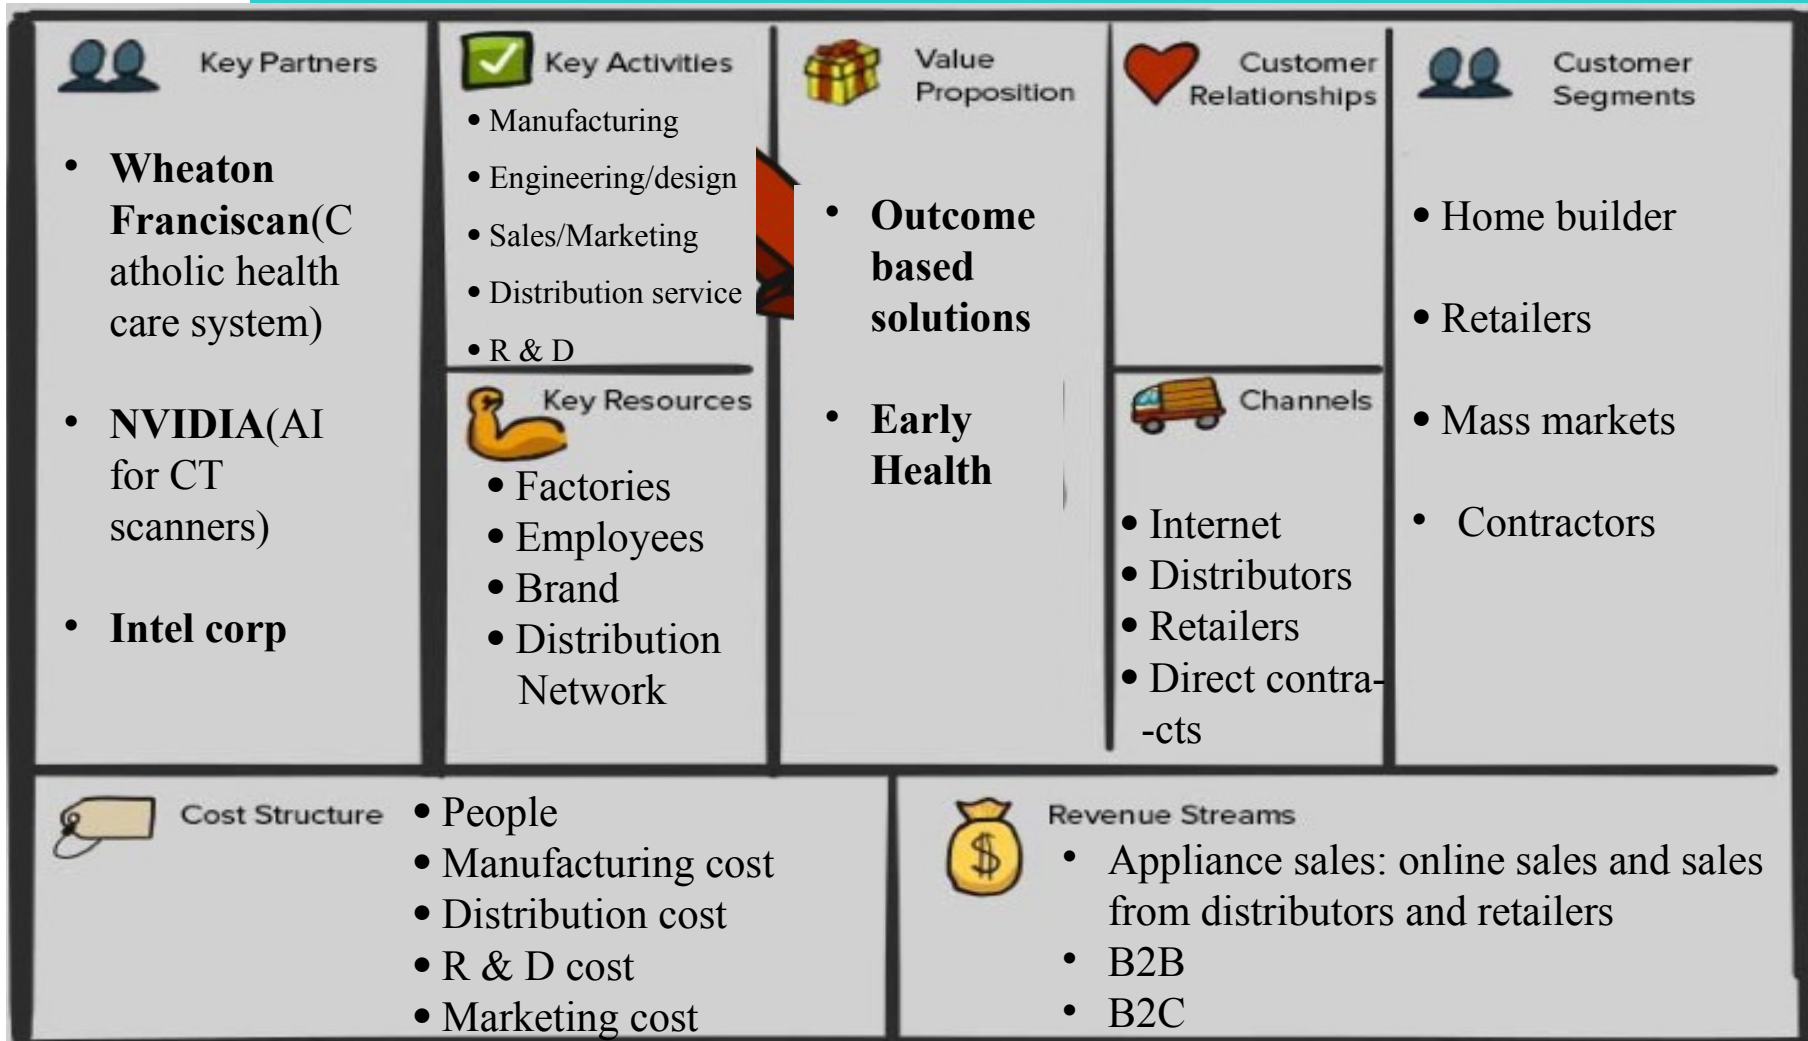 Key Partners
• Wheaton
Franciscan(C
atholic health
care system)
• NVIDIA(AI
for CT
scanners)
• Intel corp
Key Activities
• Manufacturing
• Engineering/design
• Sales/Marketing
• Distribution service
• R & D
Key Resources
• Factories
• Employees
• Brand
• Distribution
Network
Value
Proposition
• Outcome
based
solutions
• Early
Health
Customer
Relationships
Channels
• Internet
• Distributors
• Retailers
• Direct contra-
-cts
Customer
Segments
• Home builder
• Retailers
• Mass markets
• Contractors
Cost Structure
• People
• Manufacturing cost
• Distribution cost
• R & D cost
• Marketing cost
$
Revenue Streams
• Appliance sales: online sales and sales
from distributors and retailers
• B2B
• B2C